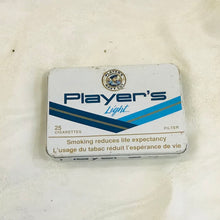 Player's
Light
25
CIGARETTES
FILTER
Smoking reduces life expectancy
L'usage du tabac réduit l'espérance de vie